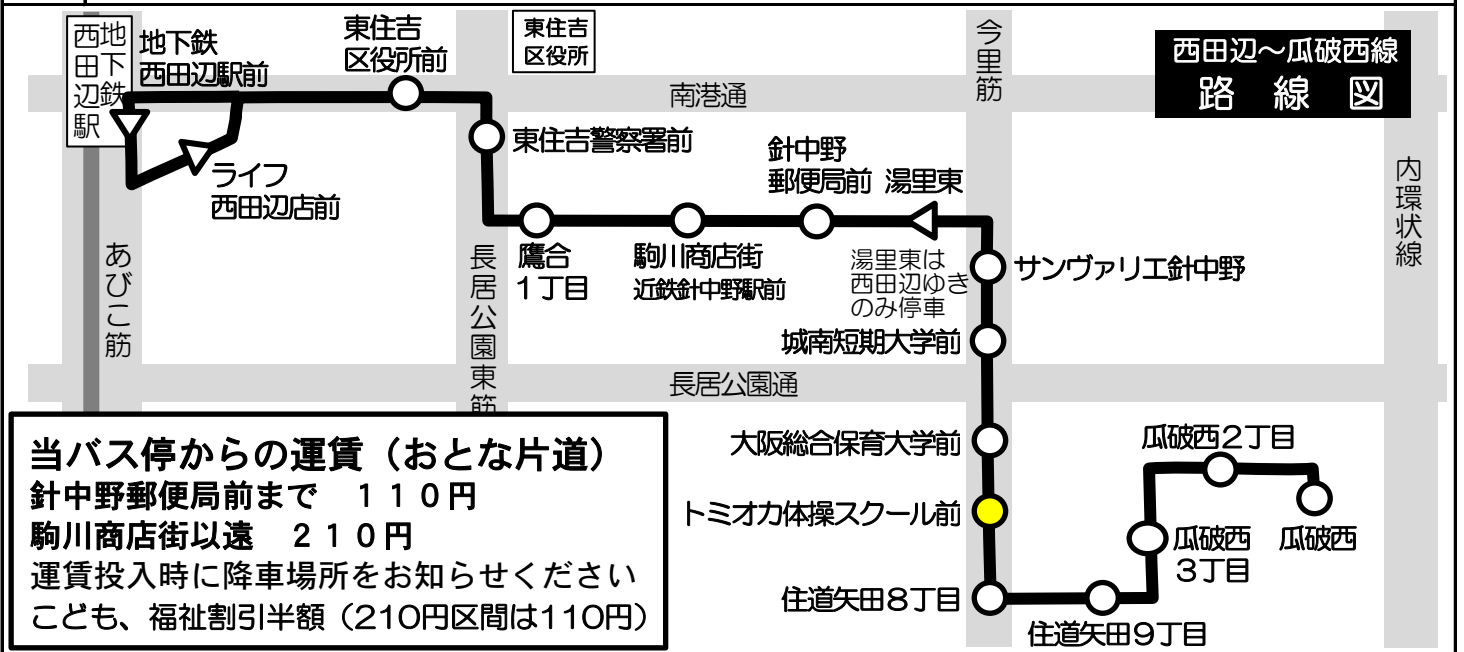 西田辺～瓜破西線
路線図
地下鉄
西田辺駅
地下鉄
西田辺駅前
東住吉
区役所前
東住吉
区役所
今里筋
南港通
東住吉警察署前
ライフ
西田辺店前
針中野
郵便局前
湯里東
内環状線
あびこ筋
長居公園東筋
鷹合
1丁目
駒川商店街
近鉄針中野駅前
湯里東は
西田辺ゆき
のみ停車
サンヴァリエ針中野
城南短期大学前
長居公園通
大阪総合保育大学前
トミオカ体操スクール前
住道矢田8丁目
住道矢田9丁目
瓜破西
3丁目
瓜破西2丁目
瓜破西
当バス停からの運賃（おとな片道）
針中野郵便局前まで　１１０円
駒川商店街以遠　２１０円
運賃投入時に降車場所をお知らせください
こども、福祉割引半額（210円区間は110円）